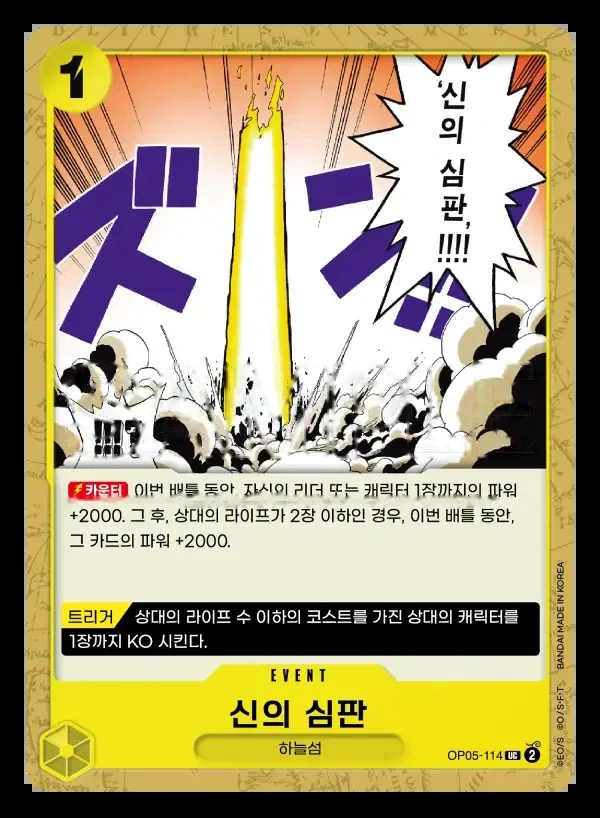 1
'신의 심판,!!!!
카운터 이번 배틀 동안, 자신의 리더 또는 캐릭터 1장까지의 파워
+2000. 그 후, 상대의 라이프가 2장 이하인 경우, 이번 배틀 동안,
그 카드의 파워 +2000.
트리거 상대의 라이프 수 이하의 코스트를 가진 상대의 캐릭터를
1장까지 KO 시킨다.
EVENT
신의 심판
하늘섬
OP05-114 UC 2
©EO/S ©O/S·F·T· BANDAI MADE IN KOREA